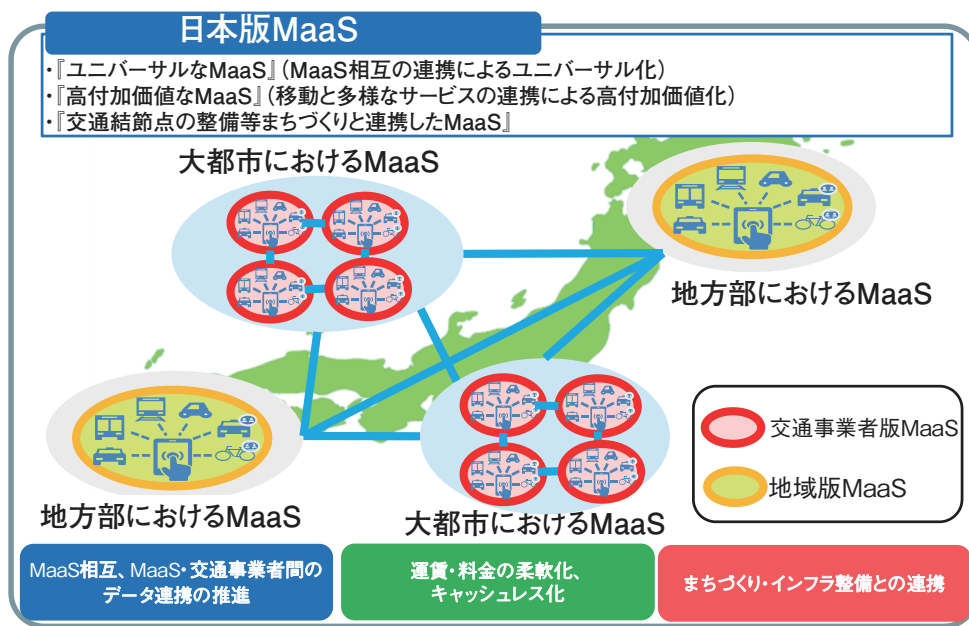 日本版MaaS
・『ユニバーサルなMaaS』(MaaS相互の連携によるユニバーサル化)
・『高付加価値なMaaS』(移動と多様なサービスの連携による高付加価値化)
・『交通結節点の整備等まちづくりと連携したMaaS』
大都市におけるMaaS
地方部におけるMaaS
地方部におけるMaaS
大都市におけるMaaS
交通事業者版MaaS
地域版MaaS
MaaS相互、MaaS・交通事業者間の
データ連携の推進
運賃・料金の柔軟化、
キャッシュレス化
まちづくり・インフラ整備との連携